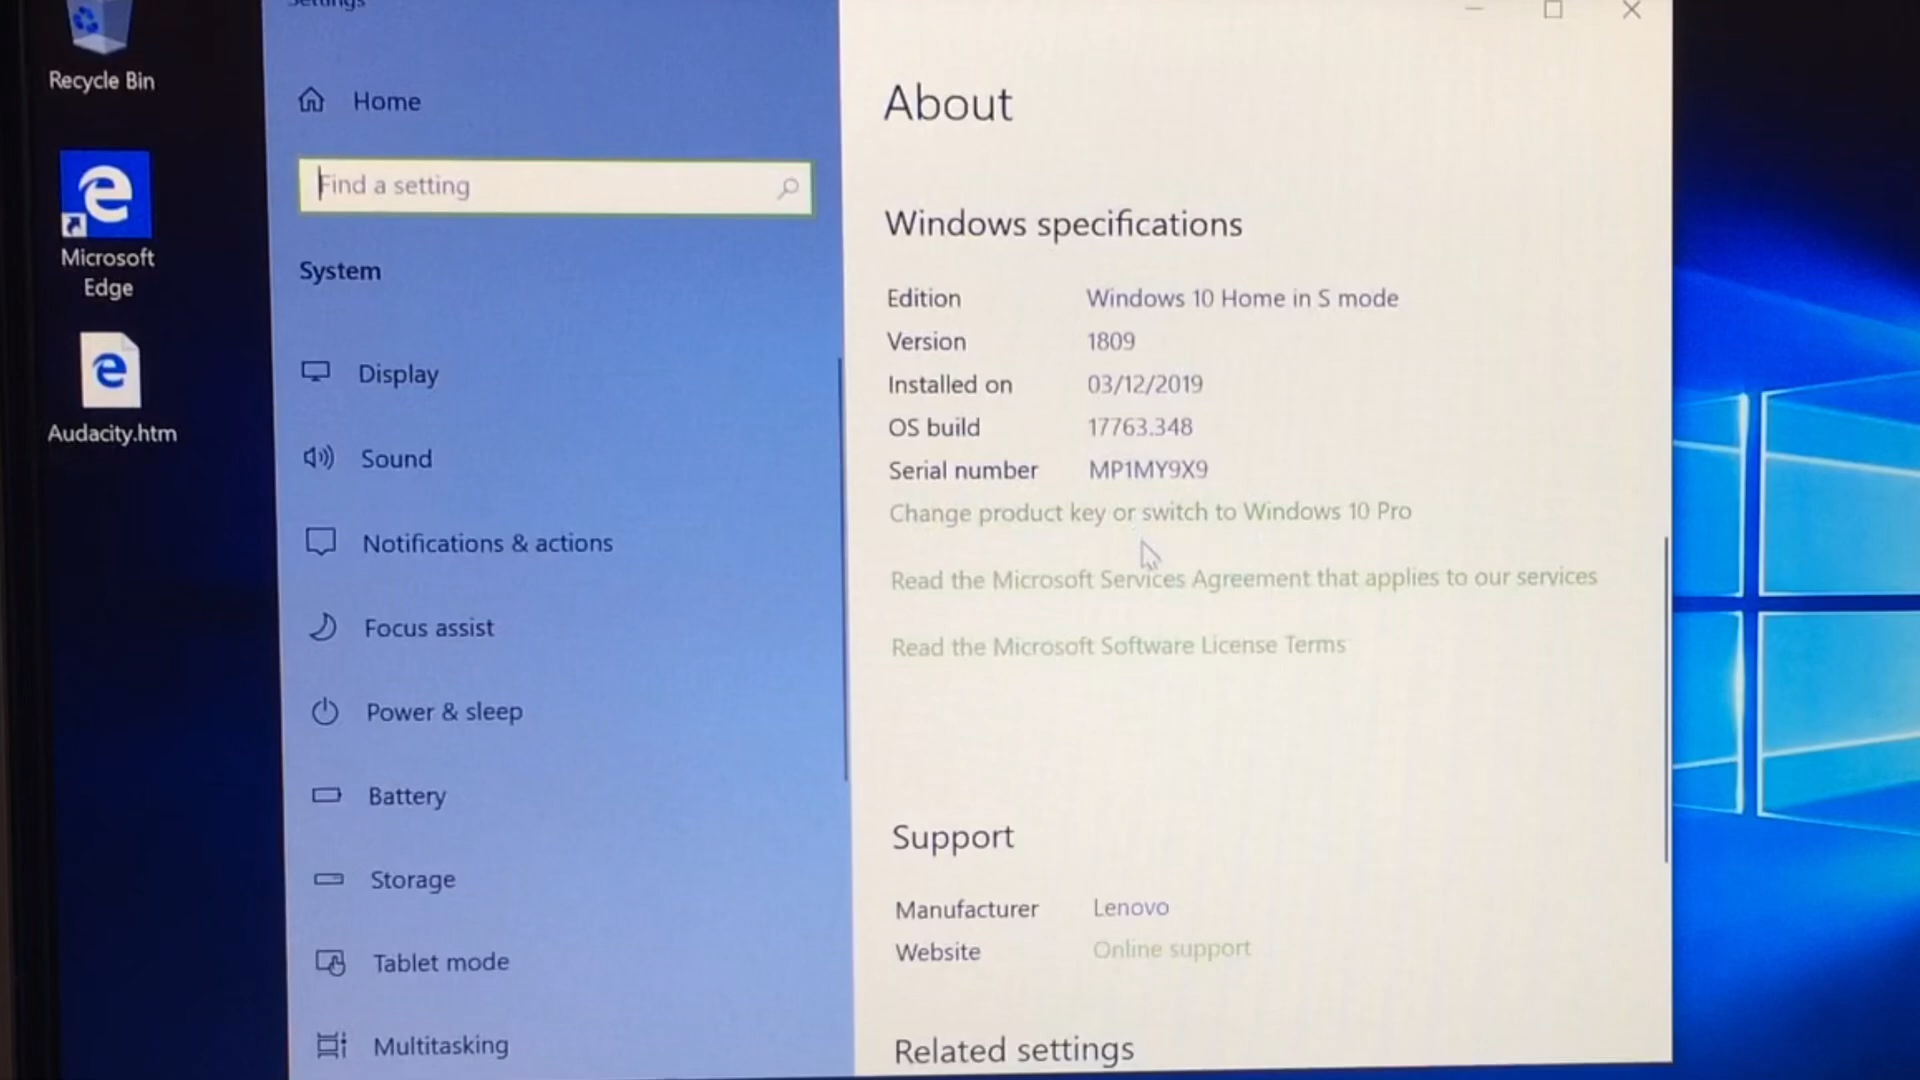 Recycle Bin
Microsoft
Edge
Audacity.htm
Settings
Home
Find a setting
System
Display
Sound
Notifications & actions
Focus assist
Power & sleep
Battery
Storage
Tablet mode
Multitasking
About
Windows specifications
Edition Windows 10 Home in S mode
Version 1809
Installed on 03/12/2019
OS build 17763.348
Serial number MP1MY9X9
Change product key or switch to Windows 10 Pro
Read the Microsoft Services Agreement that applies to our services
Read the Microsoft Software License Terms
Support
Manufacturer Lenovo
Website Online support
Related settings